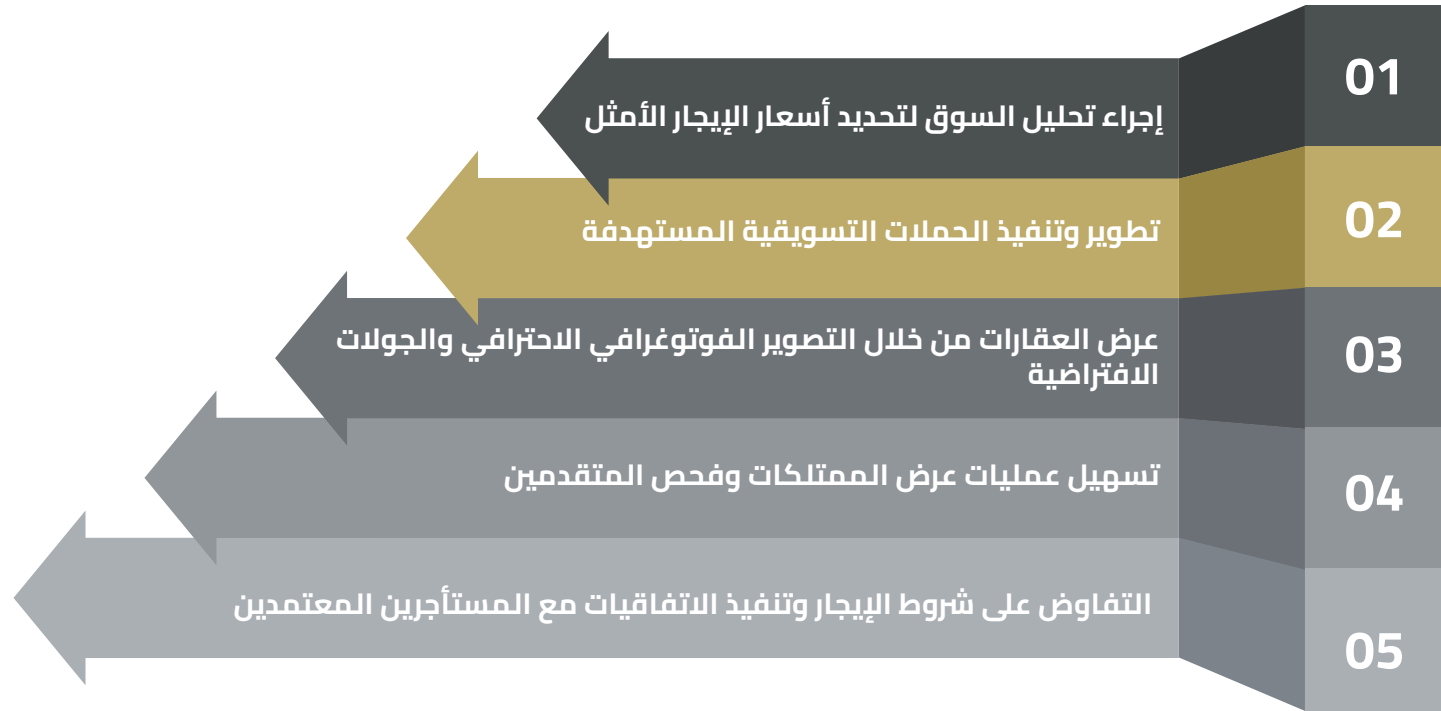 01
إجراء تحليل السوق لتحديد أسعار الإيجار الأمثل
02
تطوير وتنفيذ الحملات التسويقية المستهدفة
03
عرض العقارات من خلال التصوير الفوتوغرافي الاحترافي والجولات
الافتراضية
04
تسهيل عمليات عرض الممتلكات وفحص المتقدمين
05
التفاوض على شروط الإيجار وتنفيذ الاتفاقيات مع المستأجرين المعتمدين